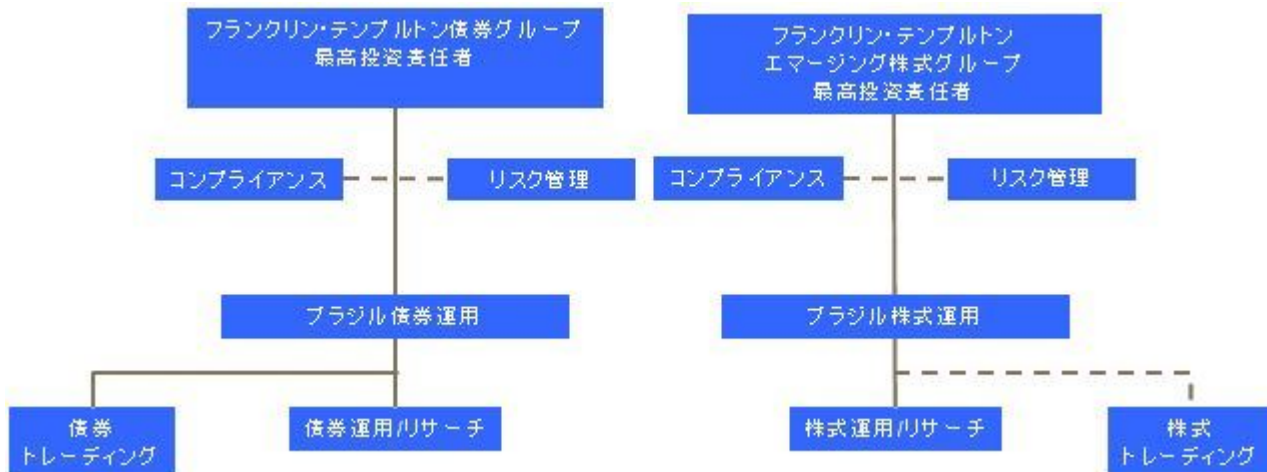 フランクリン・テンプルトン債券グループ
最高投資責任者
フランクリン・テンプルトン
エマージング株式グループ
最高投資責任者
コンプライアンス
リスク管理
コンプライアンス
リスク管理
ブラジル債券運用
ブラジル株式運用
債券
トレーディング
債券運用/リサーチ
株式運用/リサーチ
株式
トレーディング